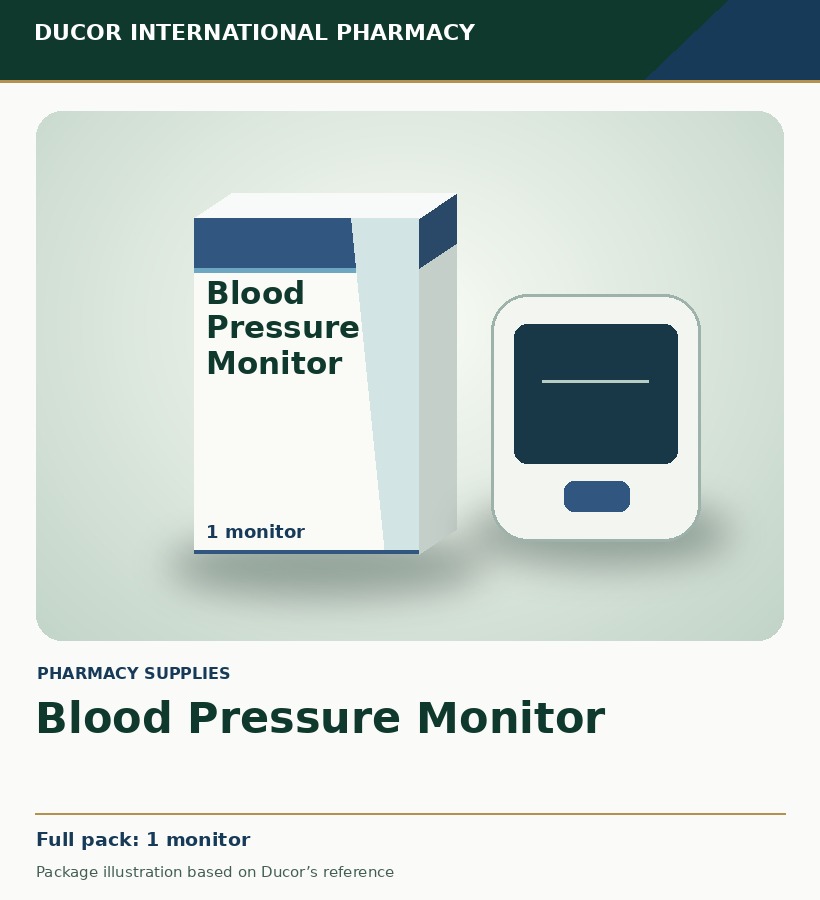 DUCOR INTERNATIONAL PHARMACY
Blood
Pressure
Monitor
1 monitor
PHARMACY SUPPLIES
Blood Pressure Monitor
Full pack: 1 monitor
Package illustration based on Ducor’s reference